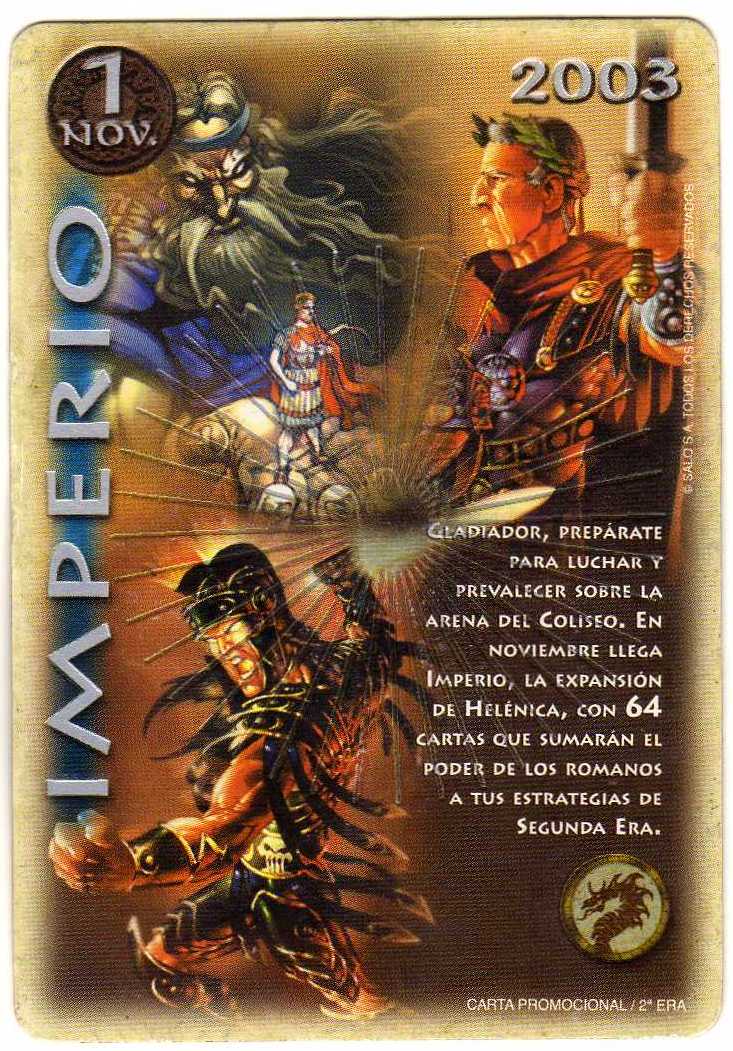 1
NOV.
2003
IMPERIO
© SALO S.A. TODOS LOS DERECHOS RESERVADOS
GLADIADOR, PREPÁRATE
PARA LUCHAR Y
PREVALECER SOBRE LA
ARENA DEL COLISEO. EN
NOVIEMBRE LLEGA
IMPERIO, LA EXPANSIÓN
DE HELÉNICA, CON 64
CARTAS QUE SUMARÁN EL
PODER DE LOS ROMANOS
A TUS ESTRATEGIAS DE
SEGUNDA ERA.
CARTA PROMOCIONAL / 2ª ERA